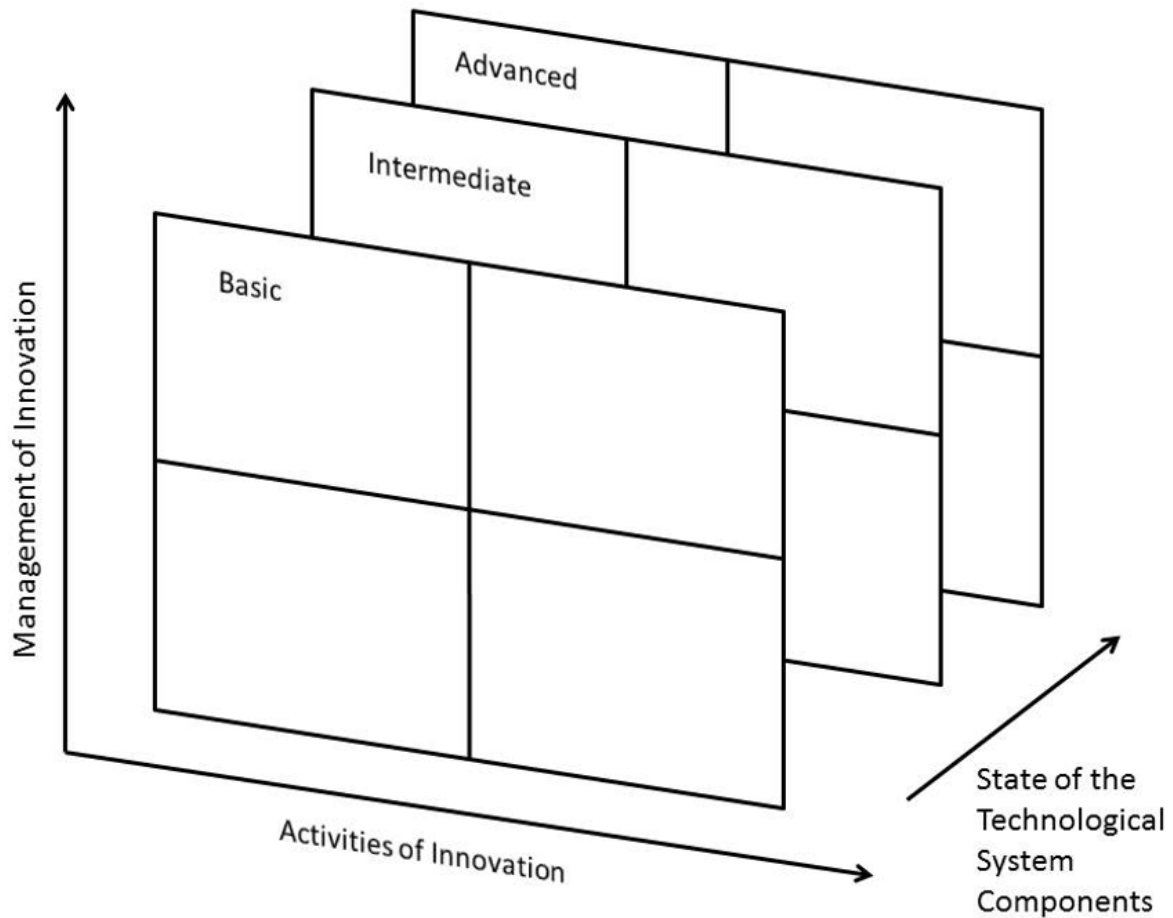 Advanced
Intermediate
Basic
Management of Innovation
Activities of Innovation
State of the
Technological
System
Components